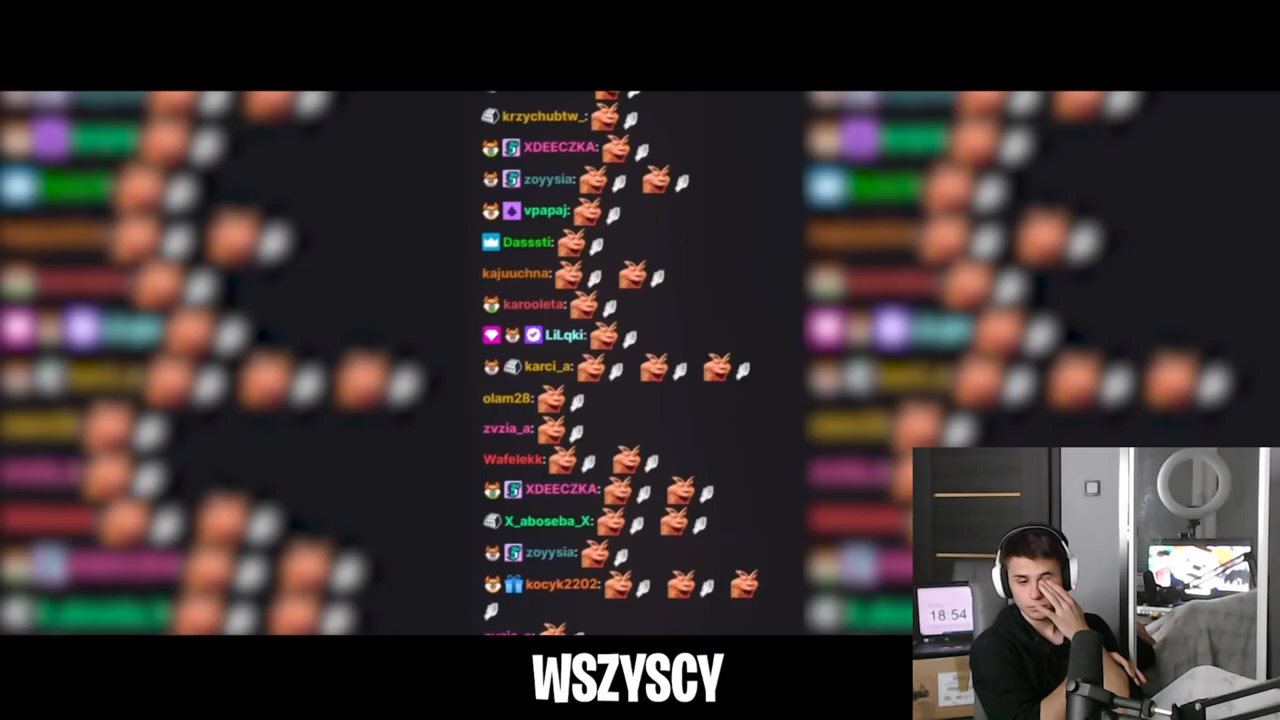 krzychubtw_:
XDEECZKA:
zoyysia:
vpapaj:
Dasssti:
kajuuchna:
karooleta:
LiLqki:
karci_a:
olam28:
zvzia_a:
Wafelekk:
XDEECZKA:
X_aboseba_X:
zoyysia:
kocyk2202:
18:54
WSZYSCY